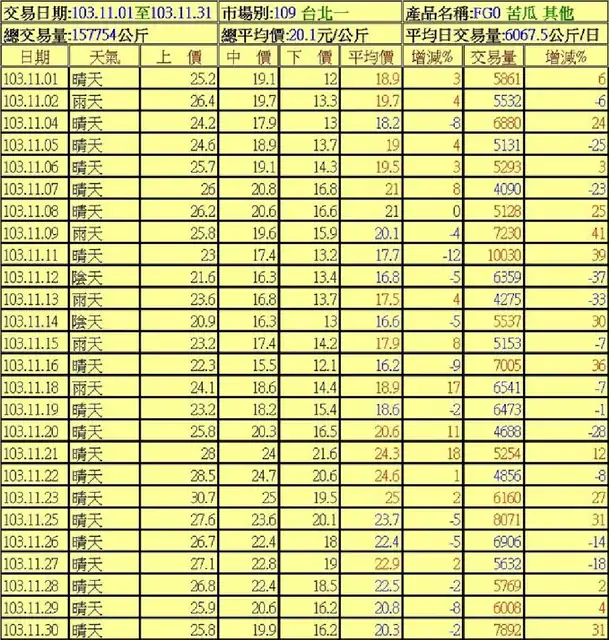 交易日期:103.11.01至103.11.31 市場別:109 台北一 產品名稱:FG0 苦瓜 其他
總交易量:157754公斤 總平均價:20.1元/公斤 平均日交易量:6067.5公斤/日
日期 天氣 上 價 中 價 下 價 平均價 增減% 交易量 增減%
103.11.01 晴天 25.2 19.1 12 18.9 3 5861 6
103.11.02 雨天 26.4 19.7 13.3 19.7 4 5532 -6
103.11.04 晴天 24.2 17.9 13 18.2 -8 6880 24
103.11.05 晴天 24.6 18.9 13.7 19 4 5131 -25
103.11.06 晴天 25.7 19.1 14.3 19.5 3 5293 3
103.11.07 晴天 26 20.8 16.8 21 8 4090 -23
103.11.08 晴天 26.2 20.6 16.6 21 0 5128 25
103.11.09 雨天 25.8 19.6 15.9 20.1 -4 7230 41
103.11.11 晴天 23 17.4 13.2 17.7 -12 10030 39
103.11.12 陰天 21.6 16.3 13.4 16.8 -5 6359 -37
103.11.13 雨天 23.6 16.8 13.7 17.5 4 4275 -33
103.11.14 陰天 20.9 16.3 13 16.6 -5 5537 30
103.11.15 雨天 23.2 17.4 14.2 17.9 8 5153 -7
103.11.16 晴天 22.3 15.5 12.1 16.2 -9 7005 36
103.11.18 雨天 24.1 18.6 14.4 18.9 17 6541 -7
103.11.19 晴天 23.2 18.2 15.4 18.6 -2 6473 -1
103.11.20 晴天 25.8 20.3 16.5 20.6 11 4688 -28
103.11.21 晴天 28 24 21.6 24.3 18 5254 12
103.11.22 晴天 28.5 24.7 20.6 24.6 1 4856 -8
103.11.23 晴天 30.7 25 19.5 25 2 6160 27
103.11.25 晴天 27.6 23.6 20.1 23.7 -5 8071 31
103.11.26 晴天 26.7 22.4 18 22.4 -5 6906 -14
103.11.27 晴天 27.1 22.8 19 22.9 2 5632 -18
103.11.28 晴天 26.8 22.4 18.5 22.5 -2 5769 2
103.11.29 晴天 25.9 20.6 16.2 20.8 -8 6008 4
103.11.30 晴天 25.8 19.9 16.2 20.3 -2 7892 31